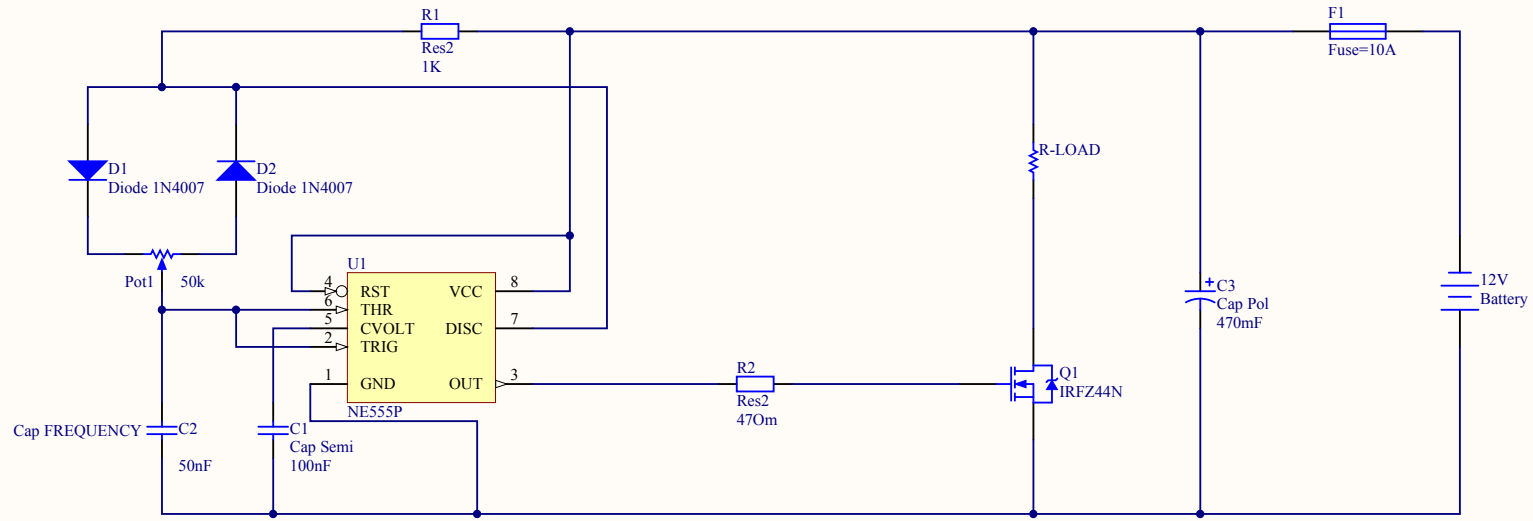 R1
Res2
1K
F1
Fuse=10A
D1
Diode 1N4007
D2
Diode 1N4007
R-LOAD
Pot1 50k
U1
4 RST VCC 8
6 THR
5 CVOLT DISC 7
2 TRIG
1 GND OUT 3
NE555P
+
C3
Cap Pol
470mF
12V
Battery
R2
Res2
47Om
Q1
IRFZ44N
Cap FREQUENCY C2
50nF
C1
Cap Semi
100nF